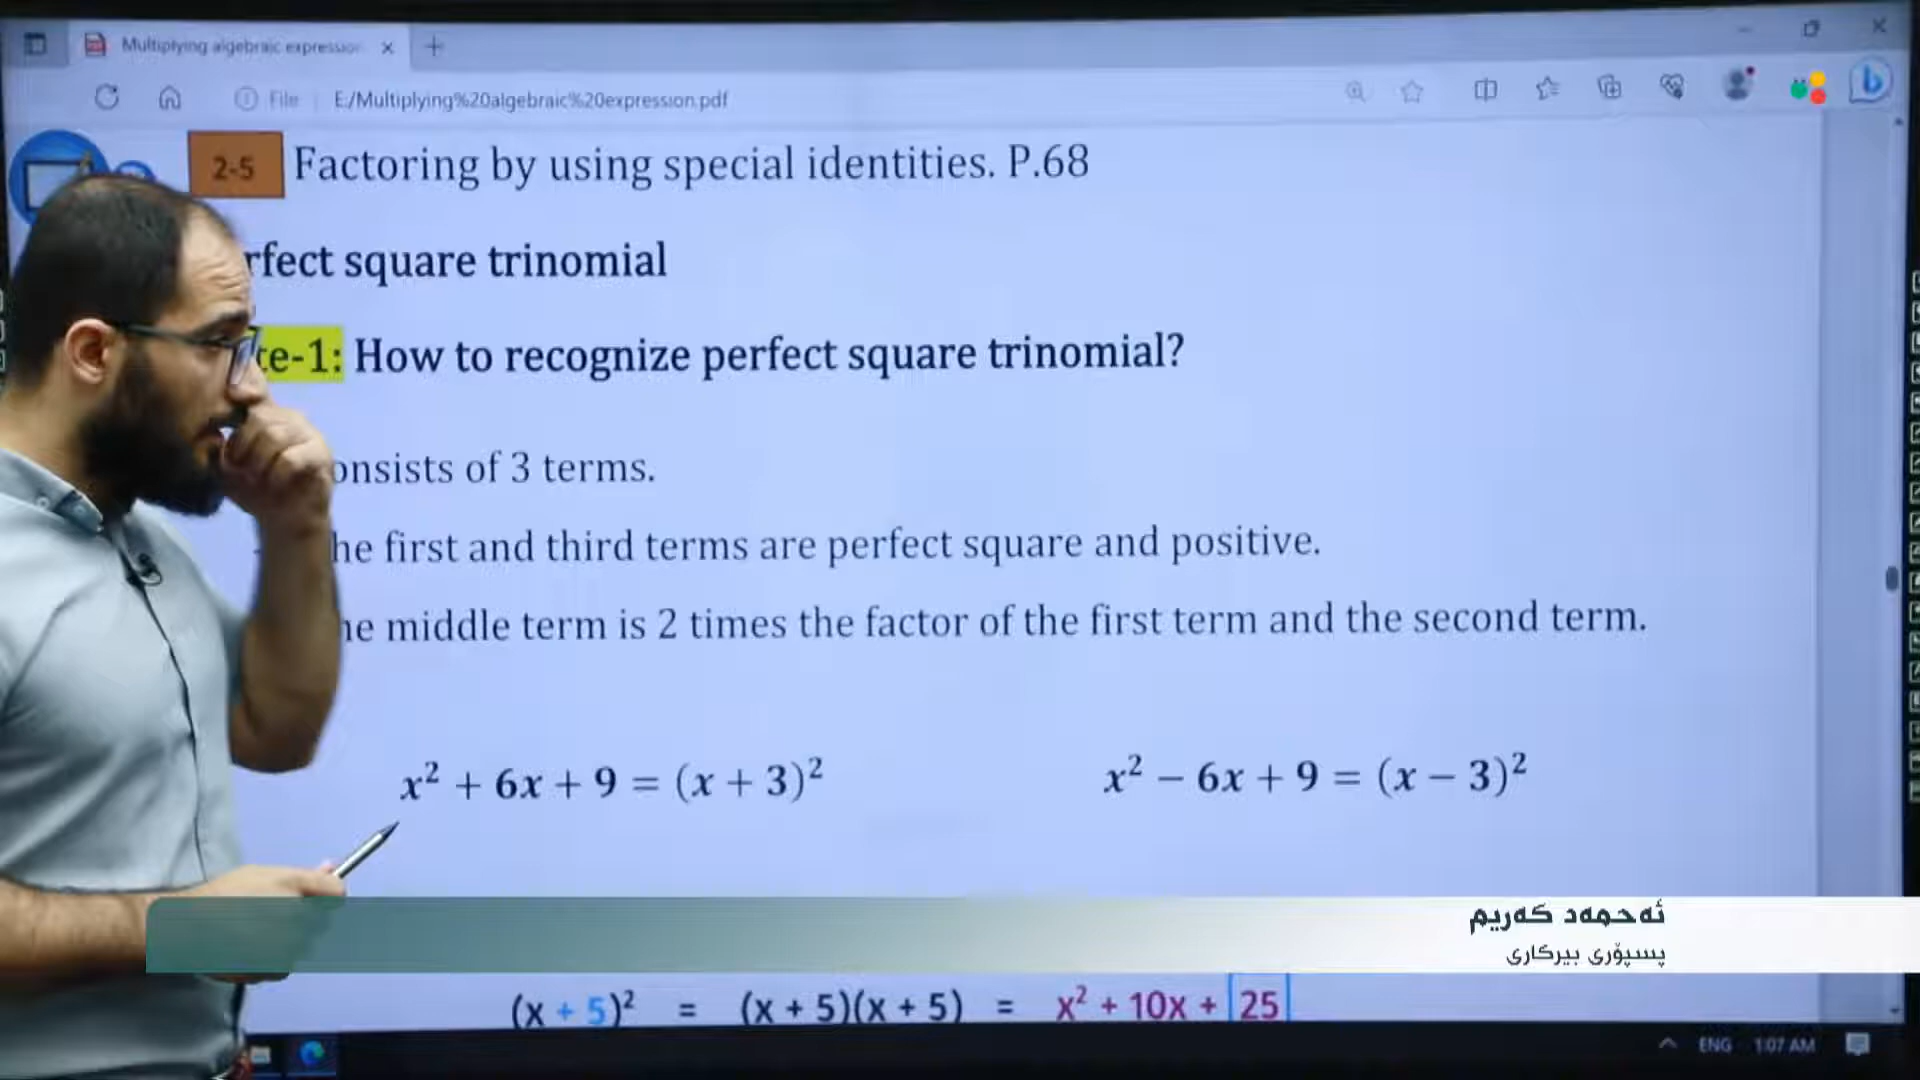 Multiplying algebraic expression
File E:/Multiplying%20algebraic%20expression.pdf
2-5 Factoring by using special identities. P.68
rfect square trinomial
te-1: How to recognize perfect square trinomial?
onsists of 3 terms.
he first and third terms are perfect square and positive.
he middle term is 2 times the factor of the first term and the second term.
x² + 6x + 9 = (x + 3)² x² − 6x + 9 = (x − 3)²
ئەحمەد کەریم
پسپۆری بیرکاری
(x + 5)² = (x + 5)(x + 5) = x² + 10x + 25
ENG 1:07 AM